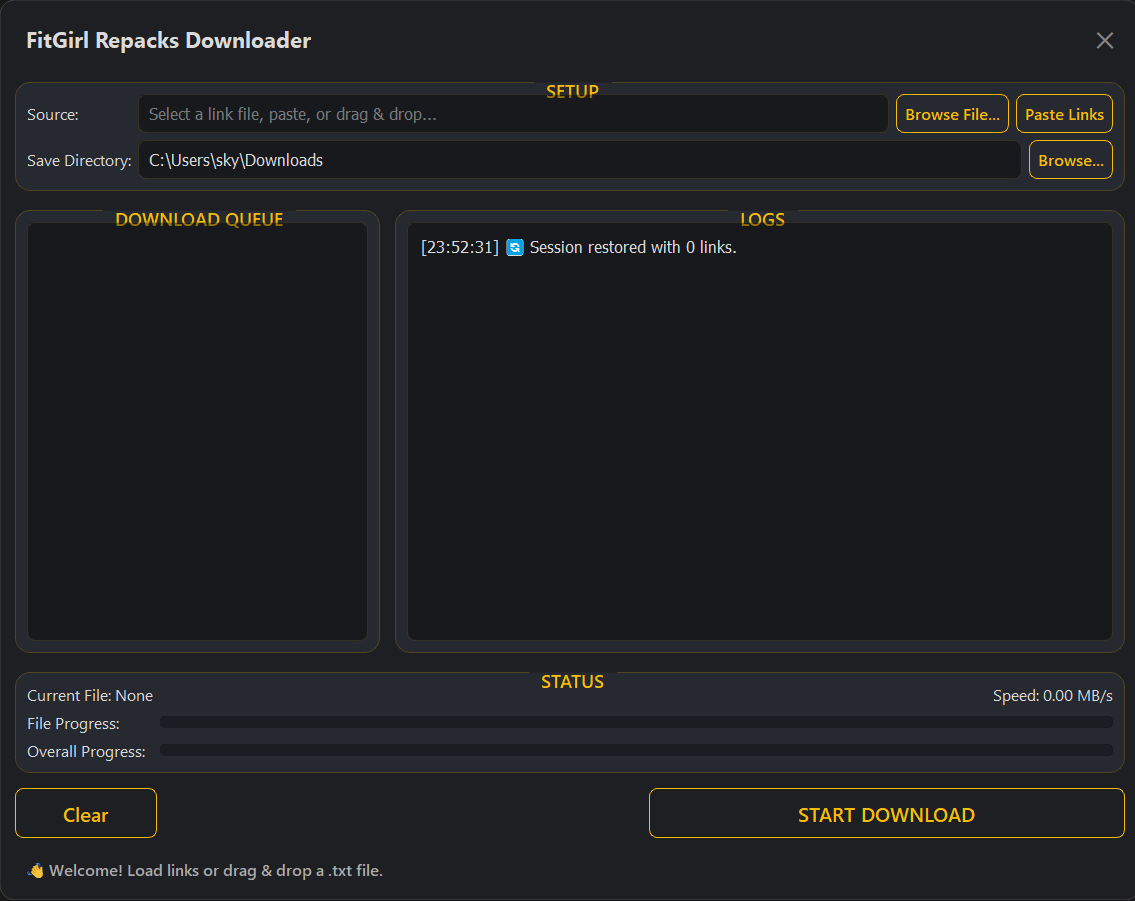 FitGirl Repacks Downloader
SETUP
Source: Select a link file, paste, or drag & drop... Browse File... Paste Links
Save Directory: C:\Users\sky\Downloads Browse...
DOWNLOAD QUEUE
LOGS
[23:52:31] 🔄 Session restored with 0 links.
STATUS
Current File: None Speed: 0.00 MB/s
File Progress:
Overall Progress:
Clear START DOWNLOAD
👋 Welcome! Load links or drag & drop a .txt file.